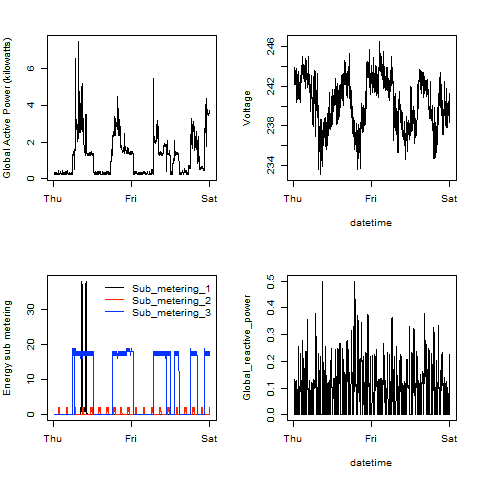 Global Active Power (kilowatts)
0 2 4 6
Thu Fri Sat
Voltage
234 238 242 246
Thu Fri Sat
datetime
Energy sub metering
0 10 20 30
Sub_metering_1
Sub_metering_2
Sub_metering_3
Thu Fri Sat
Global_reactive_power
0.0 0.1 0.2 0.3 0.4 0.5
Thu Fri Sat
datetime